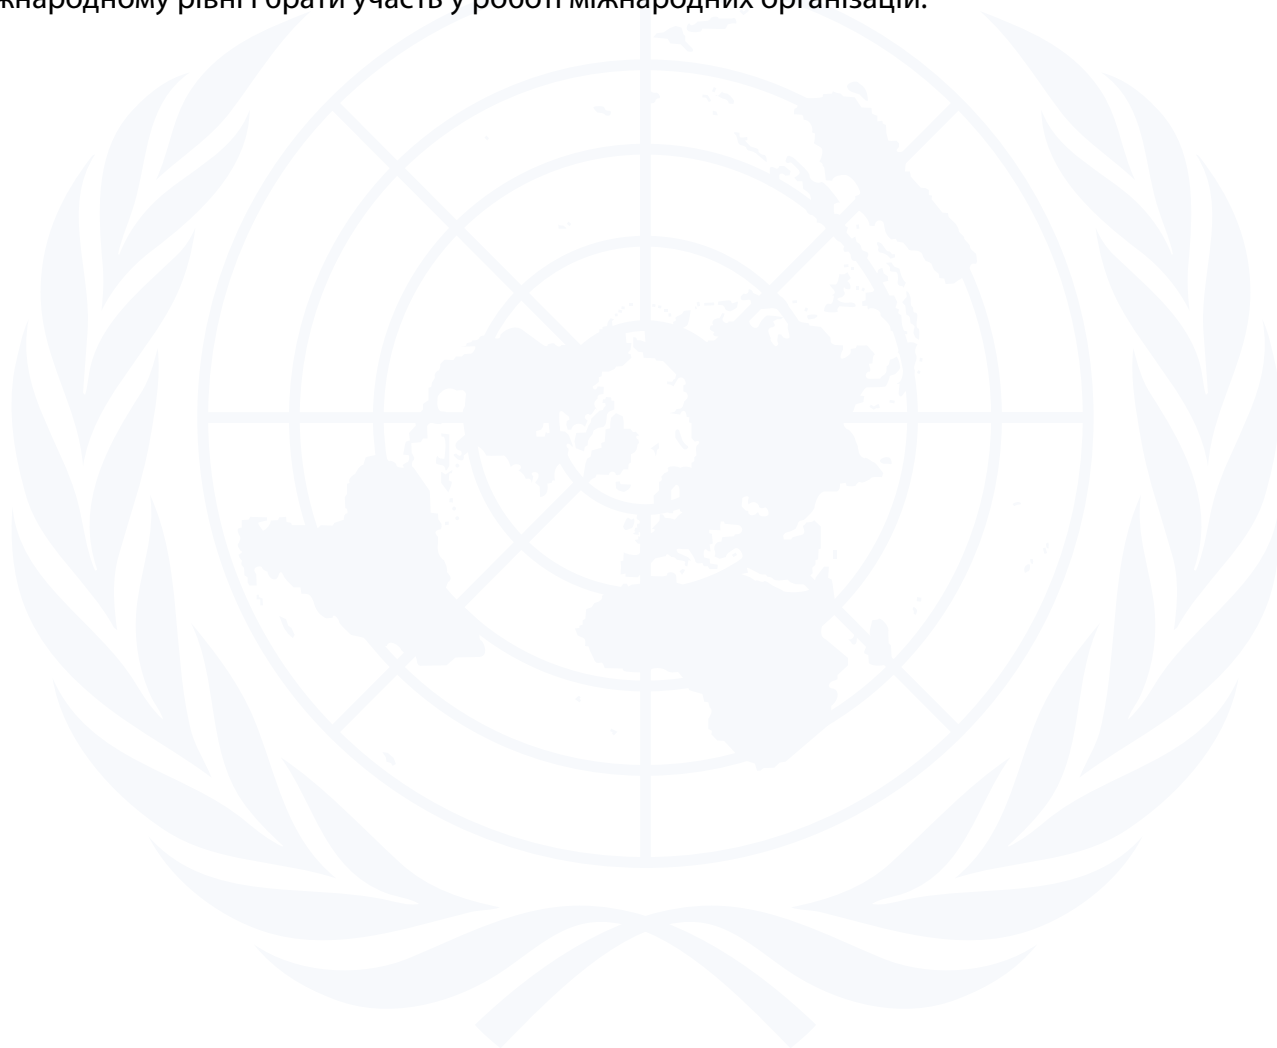 жнародному рівні і брати участь у роботі міжнародних організацій.